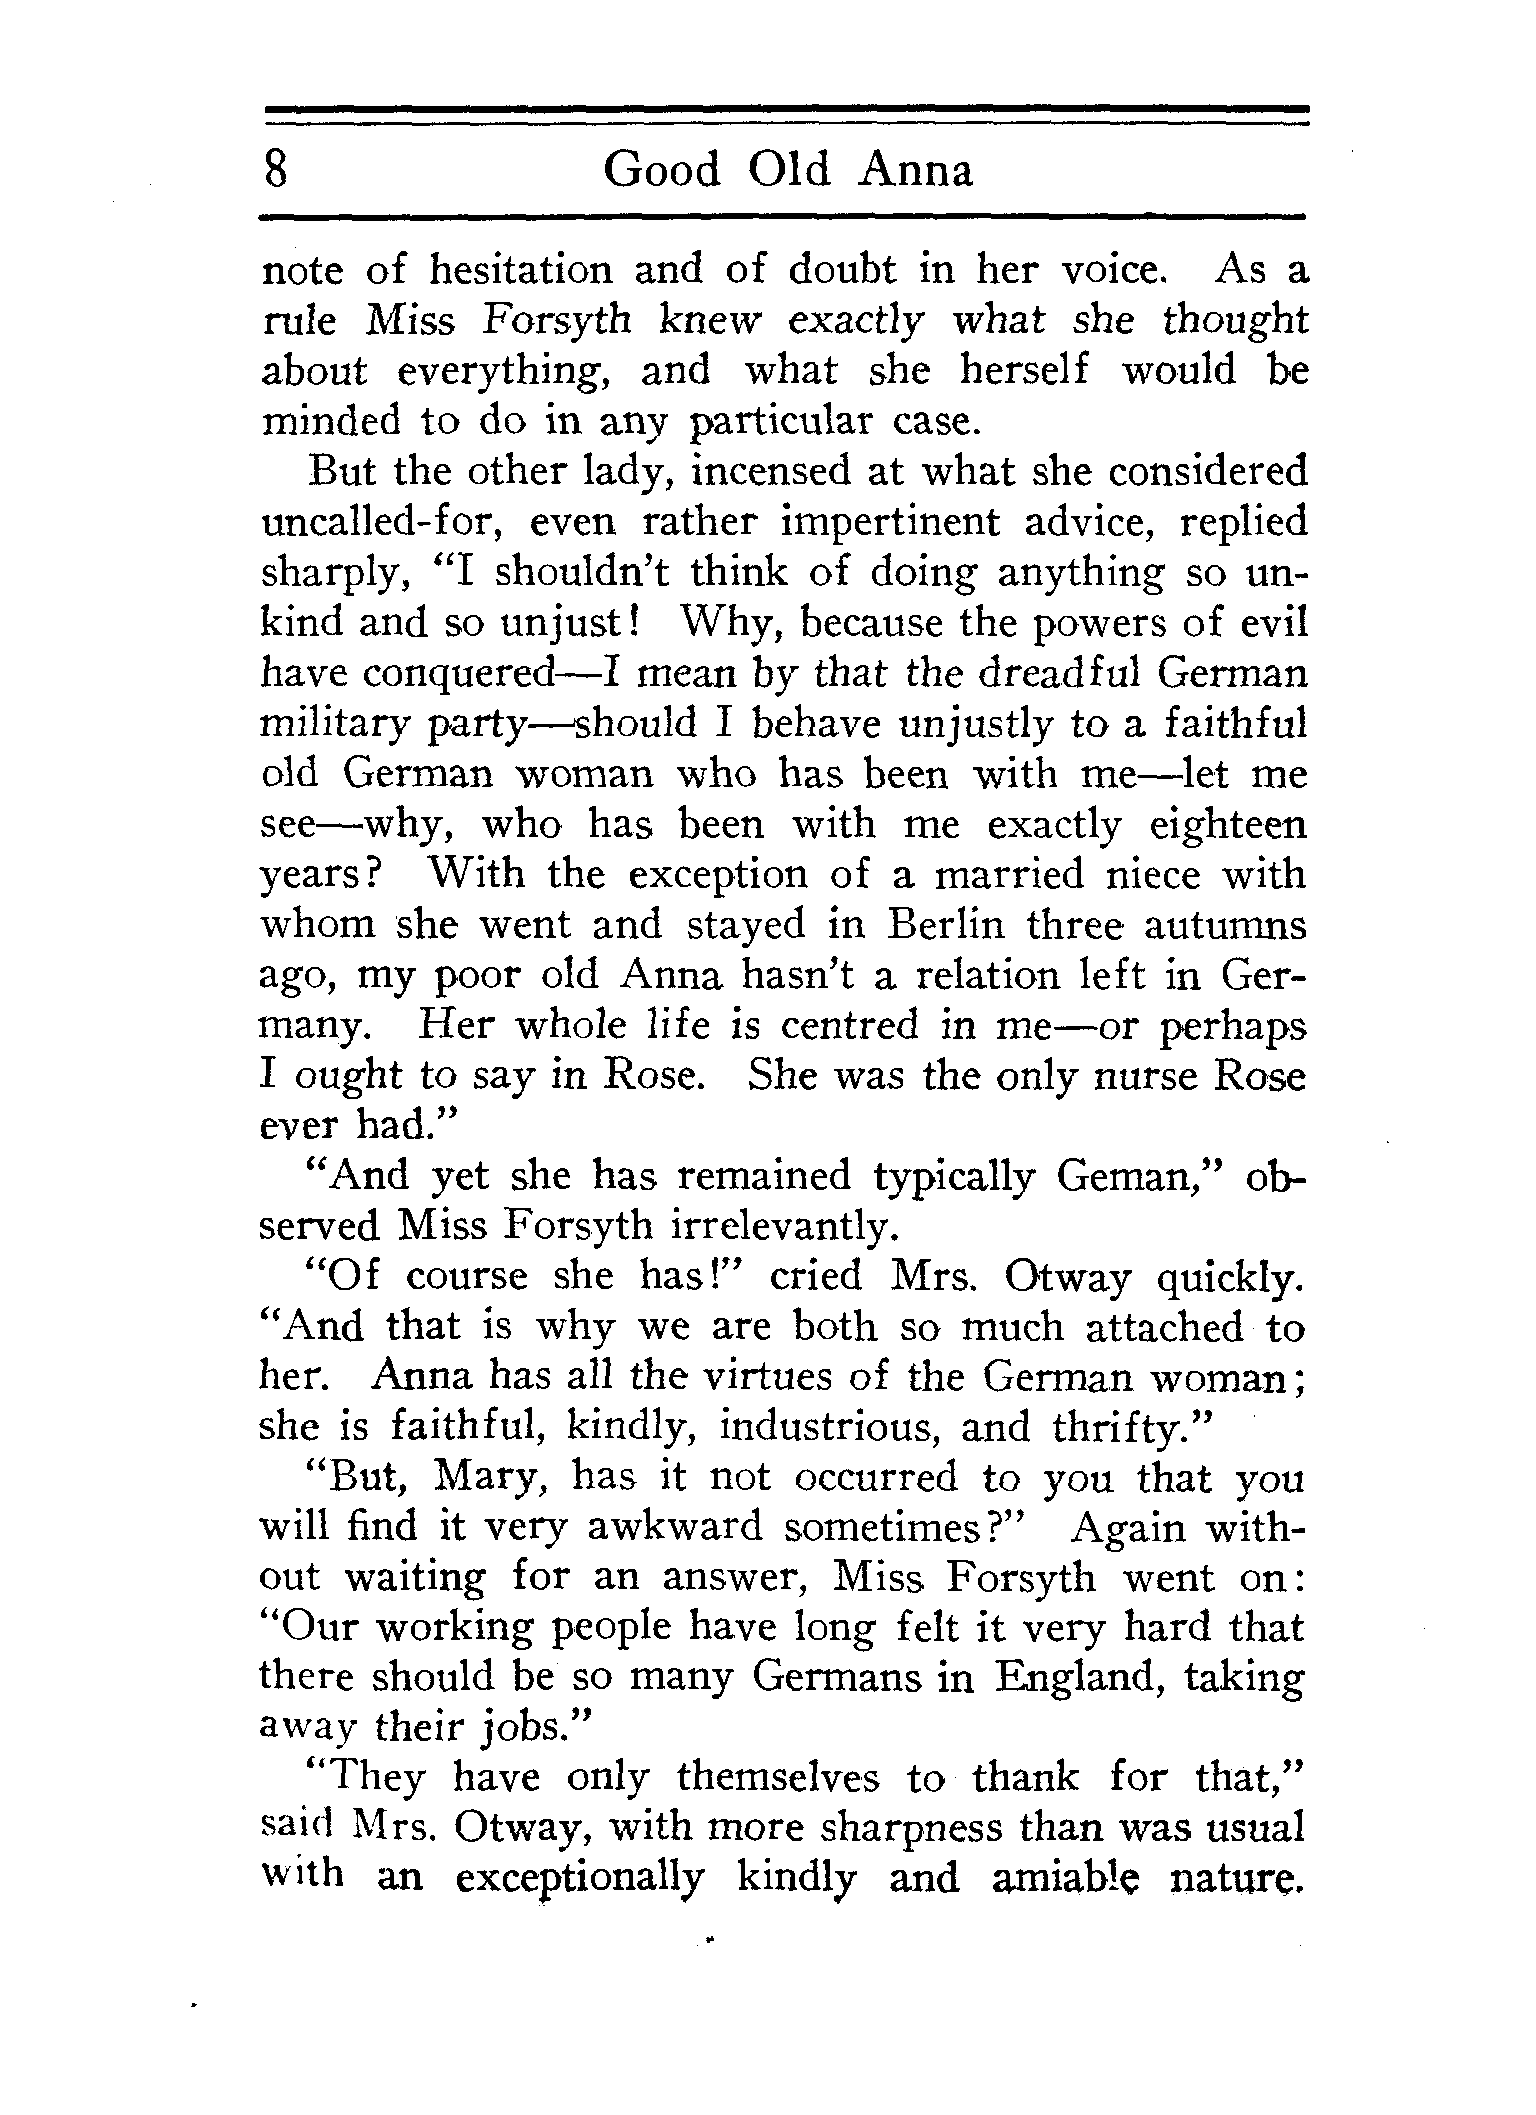 8 Good Old Anna
note of hesitation and of doubt in her voice. As a
rule Miss Forsyth knew exactly what she thought
about everything, and what she herself would be
minded to do in any particular case.
But the other lady, incensed at what she considered
uncalled-for, even rather impertinent advice, replied
sharply, “I shouldn’t think of doing anything so un-
kind and so unjust! Why, because the powers of evil
have conquered—I mean by that the dreadful German
military party—should I behave unjustly to a faithful
old German woman who has been with me—let me
see—why, who has been with me exactly eighteen
years? With the exception of a married niece with
whom she went and stayed in Berlin three autumns
ago, my poor old Anna hasn’t a relation left in Ger-
many. Her whole life is centred in me—or perhaps
I ought to say in Rose. She was the only nurse Rose
ever had.”
“And yet she has remained typically Geman,” ob-
served Miss Forsyth irrelevantly.
“Of course she has!” cried Mrs. Otway quickly.
“And that is why we are both so much attached to
her. Anna has all the virtues of the German woman;
she is faithful, kindly, industrious, and thrifty.”
“But, Mary, has it not occurred to you that you
will find it very awkward sometimes?” Again with-
out waiting for an answer, Miss Forsyth went on:
“Our working people have long felt it very hard that
there should be so many Germans in England, taking
away their jobs.”
“They have only themselves to thank for that,”
said Mrs. Otway, with more sharpness than was usual
with an exceptionally kindly and amiable nature.